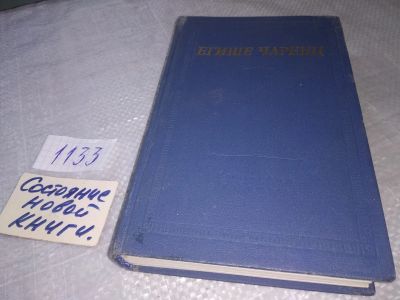 ЕГИШЕ ЧАРЕНЦ
1133
Состояние
новой
книги.